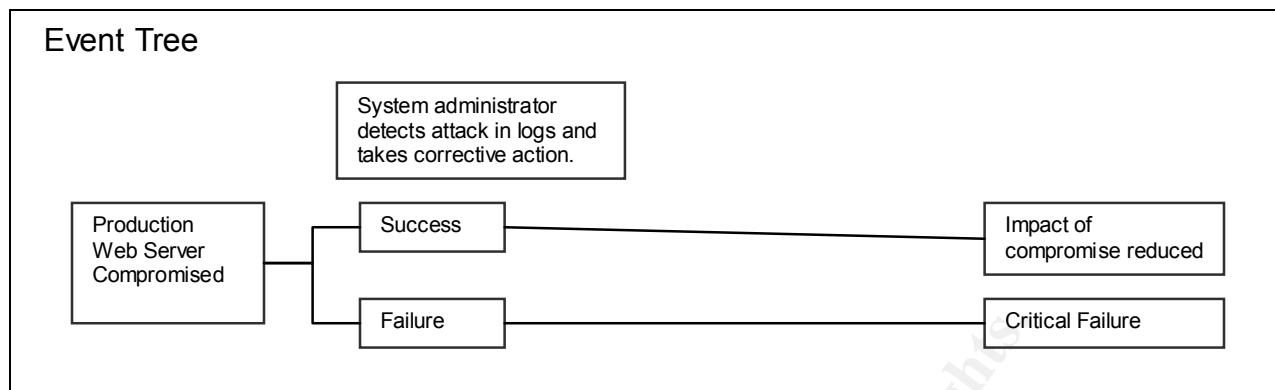 Event Tree
System administrator
detects attack in logs and
takes corrective action.
Production
Web Server
Compromised
Success
Impact of
compromise reduced
Failure
Critical Failure